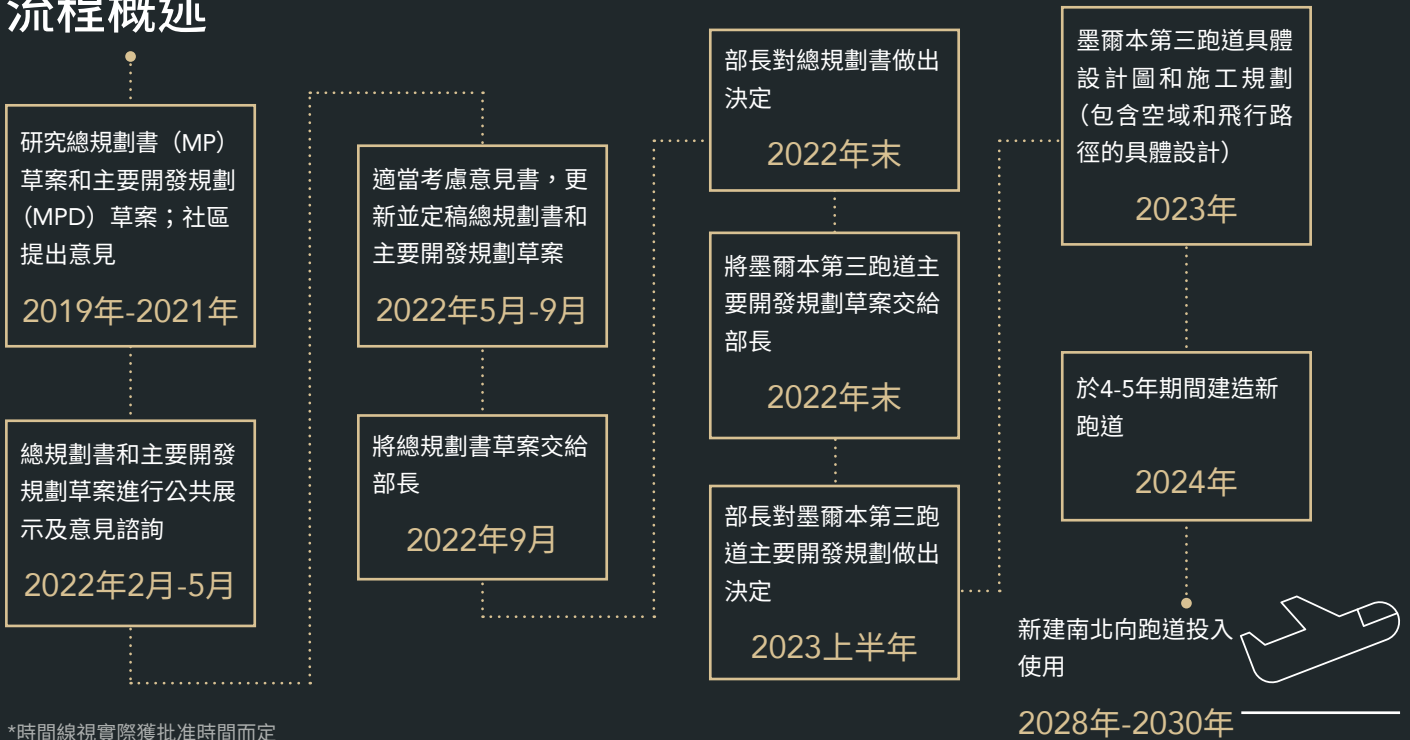 流程概述
研究總規劃書（MP）
草案和主要開發規劃
（MPD）草案；社區
提出意見
2019年-2021年
總規劃書和主要開發
規劃草案進行公共展
示及意見諮詢
2022年2月-5月
適當考慮意見書，更
新並定稿總規劃書和
主要開發規劃草案
2022年5月-9月
將總規劃書草案交給
部長
2022年9月
部長對總規劃書做出
決定
2022年末
將墨爾本第三跑道主
要開發規劃草案交給
部長
2022年末
部長對墨爾本第三跑
道主要開發規劃做出
決定
2023上半年
墨爾本第三跑道具體
設計圖和施工規劃
（包含空域和飛行路
徑的具體設計）
2023年
於4-5年期間建造新
跑道
2024年
新建南北向跑道投入
使用
2028年-2030年
*時間線視實際獲批准時間而定